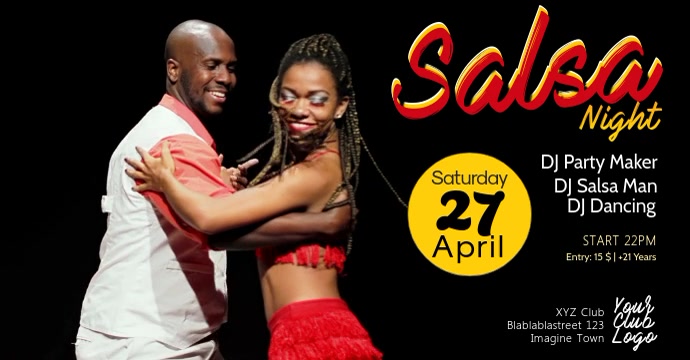 Salsa
Night
DJ Party Maker
DJ Salsa Man
DJ Dancing
Saturday
27
April
START 22PM
Entry: 15 $ | +21 Years
XYZ Club
Blablablastreet 123
Imagine Town
Your
Club
Logo